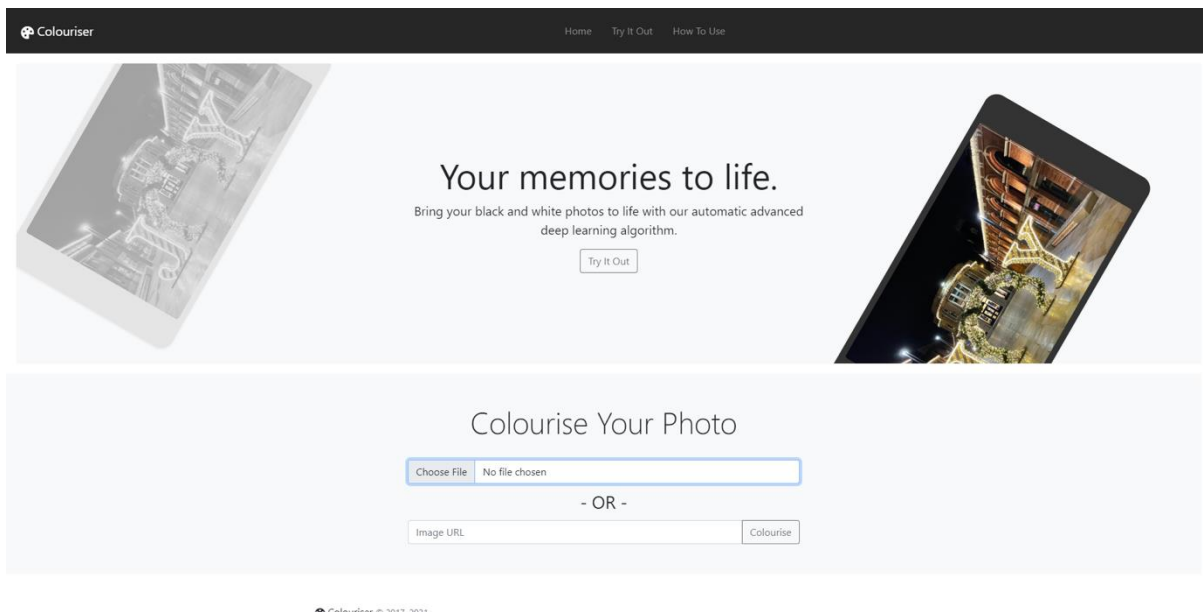 Colouriser
Home Try It Out How To Use
Your memories to life.
Bring your black and white photos to life with our automatic advanced
deep learning algorithm.
Try It Out
Colourise Your Photo
Choose File No file chosen
- OR -
Image URL Colourise
Colouriser © 2017-2021